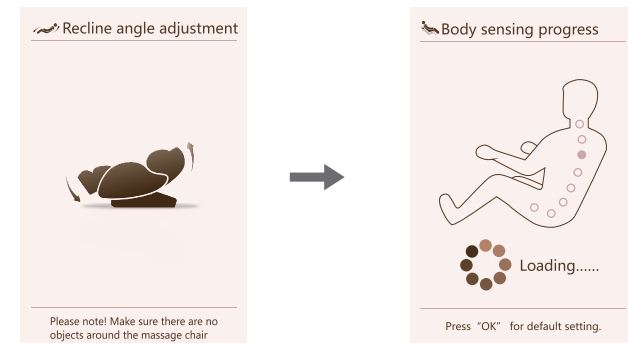 Recline angle adjustment
Please note! Make sure there are no
objects around the massage chair
Body sensing progress
Loading......
Press “OK” for default setting.